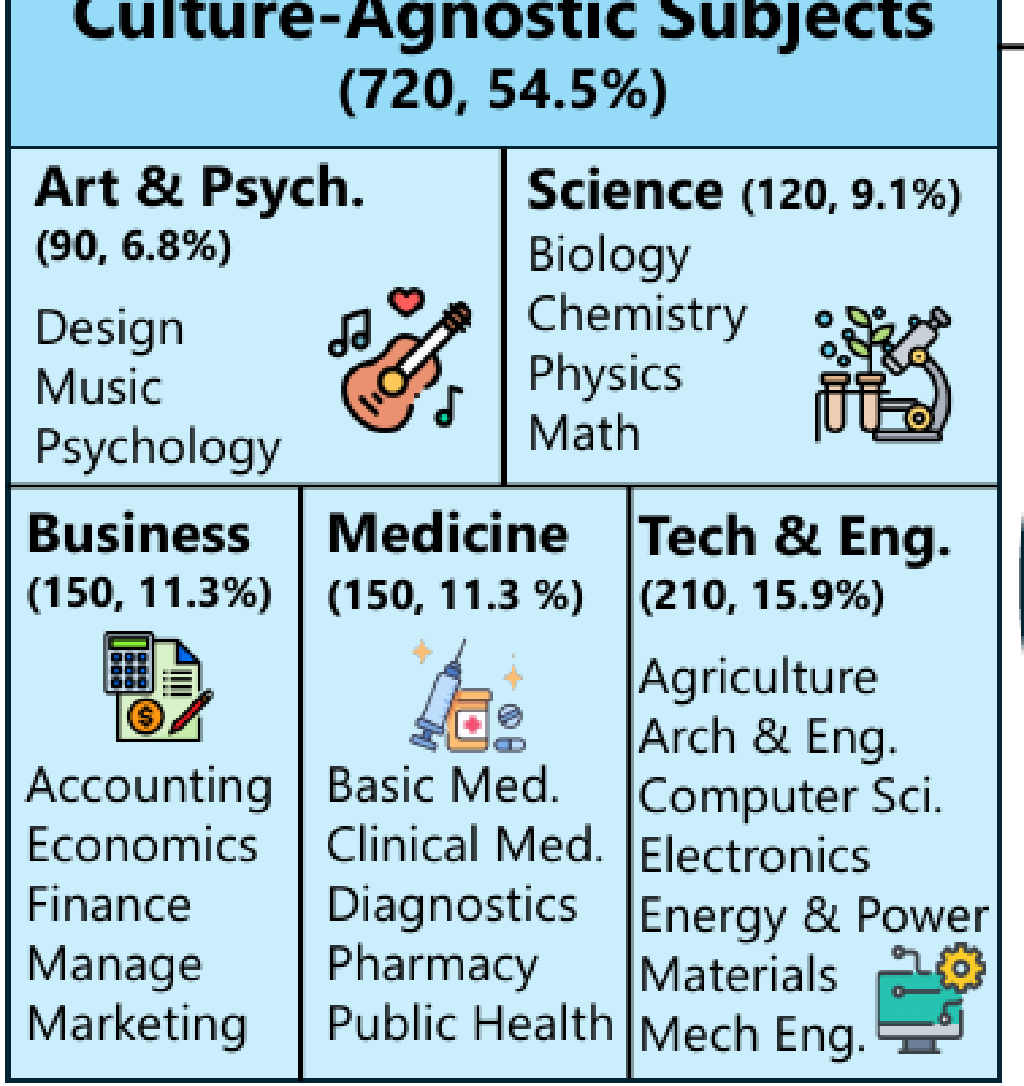 Culture-Agnostic Subjects
(720, 54.5%)
Art & Psych.
(90, 6.8%)
Design
Music
Psychology
Science (120, 9.1%)
Biology
Chemistry
Physics
Math
Business
(150, 11.3%)
Accounting
Economics
Finance
Manage
Marketing
Medicine
(150, 11.3 %)
Basic Med.
Clinical Med.
Diagnostics
Pharmacy
Public Health
Tech & Eng.
(210, 15.9%)
Agriculture
Arch & Eng.
Computer Sci.
Electronics
Energy & Power
Materials
Mech Eng.